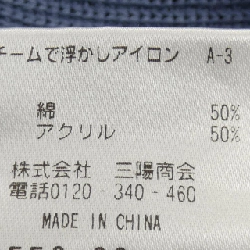 チームで浮かしアイロン A-3
綿 50%
アクリル 50%
株式会社 三陽商会
電話0120-340-460
MADE IN CHINA